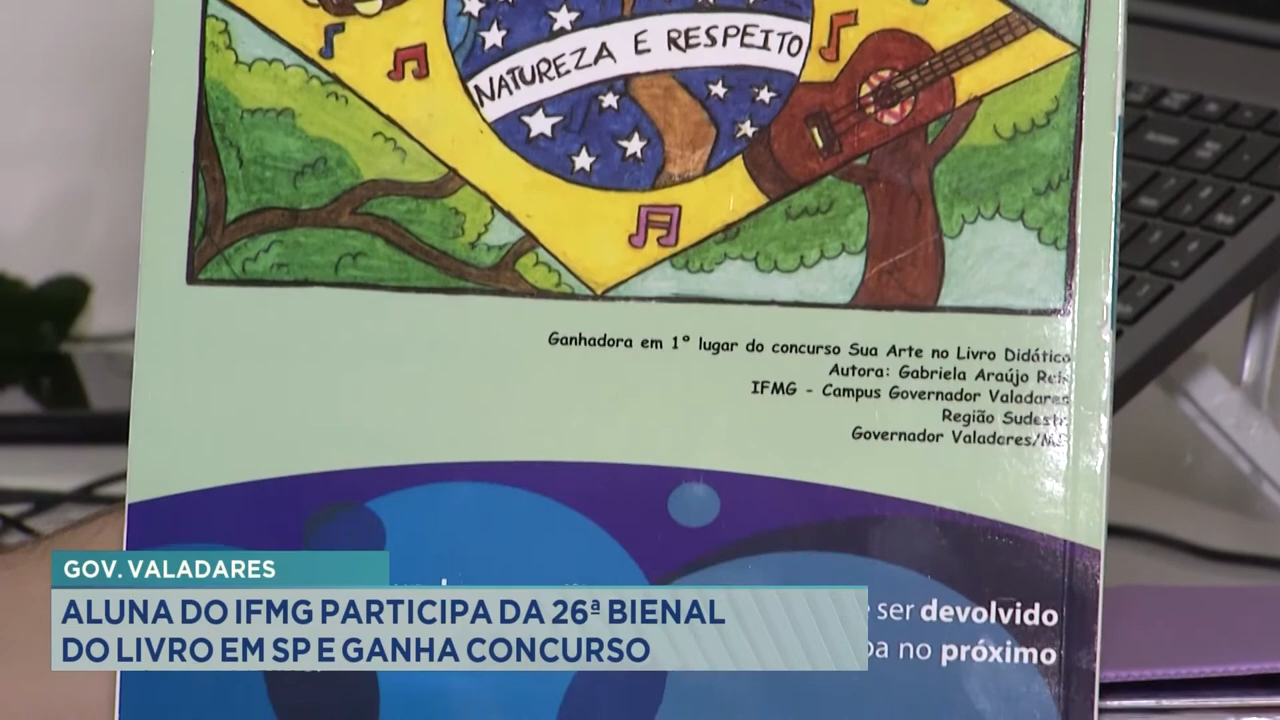 NATUREZA E RESPEITO
Ganhadora em 1º lugar do concurso Sua Arte no Livro Didático
Autora: Gabriela Araújo Reis
IFMG - Campus Governador Valadares
Região Sudeste
Governador Valadares/MG
GOV. VALADARES
ALUNA DO IFMG PARTICIPA DA 26ª BIENAL
DO LIVRO EM SP E GANHA CONCURSO
ser devolvido
no próximo